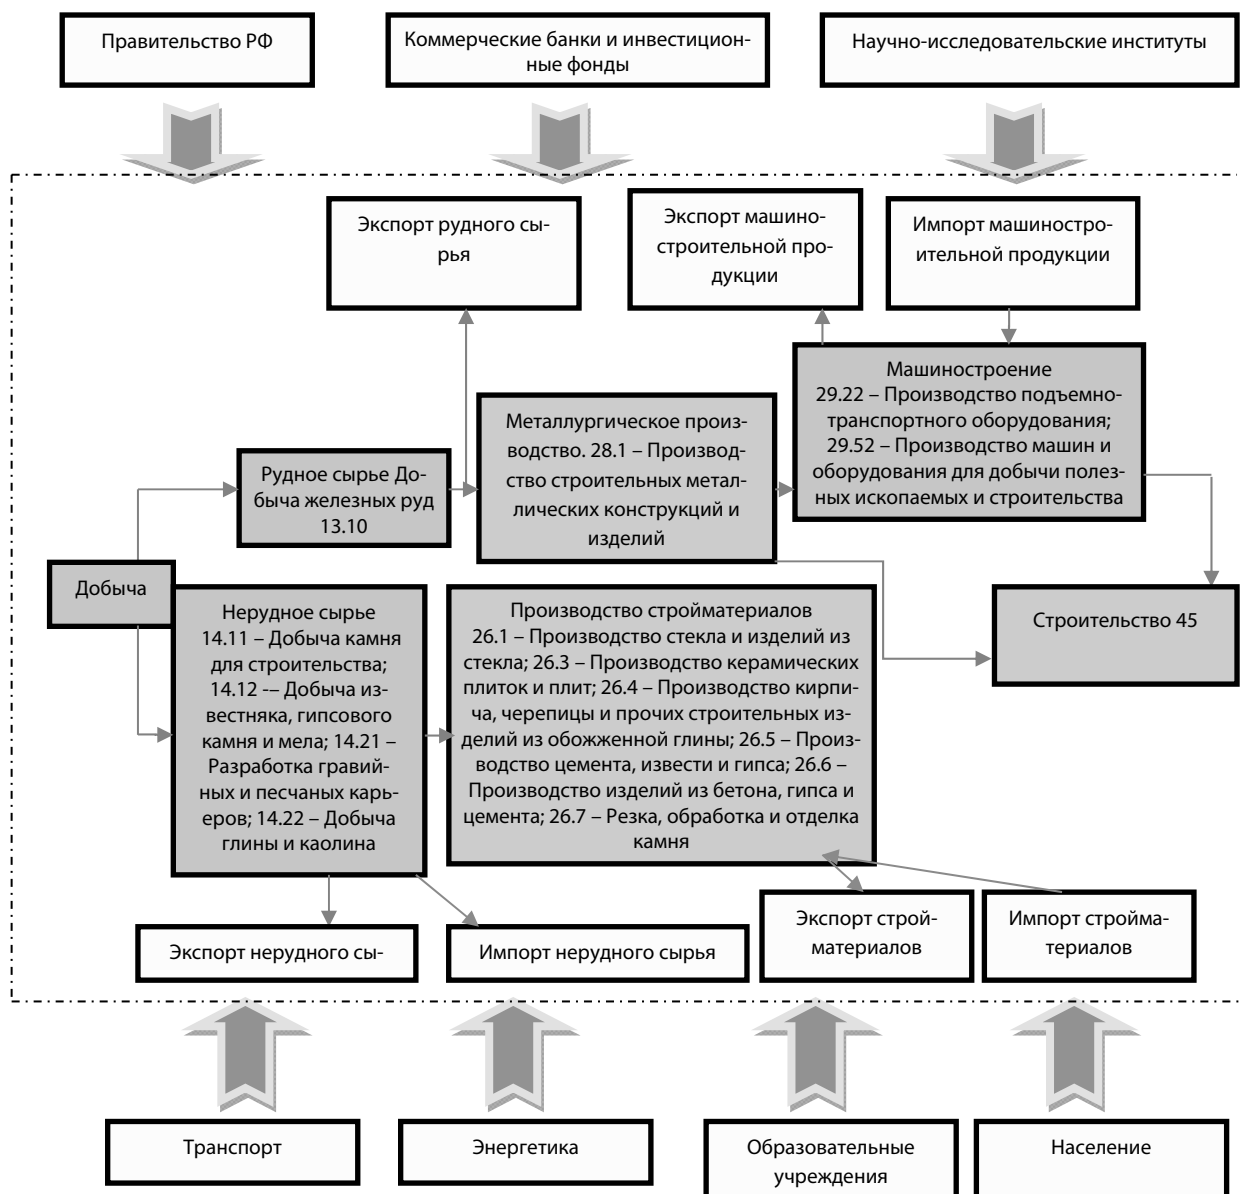 Правительство РФ
Коммерческие банки и инвестицион-
ные фонды
Научно-исследовательские институты
Экспорт рудного сы-
рья
Экспорт машино-
строительной про-
дукции
Импорт машиностро-
ительной продукции
Машиностроение
29.22 – Производство подъемно-
транспортного оборудования;
29.52 – Производство машин и
оборудования для добычи полез-
ных ископаемых и строительства
Металлургическое произ-
водство. 28.1 – Производ-
ство строительных метал-
лических конструкций и
изделий
Рудное сырье До-
быча железных руд
13.10
Добыча
Нерудное сырье
14.11 – Добыча камня
для строительства;
14.12 -– Добыча из-
вестняка, гипсового
камня и мела; 14.21 –
Разработка гравий-
ных и песчаных карь-
еров; 14.22 – Добыча
глины и каолина
Производство стройматериалов
26.1 – Производство стекла и изделий из
стекла; 26.3 – Производство керамических
плиток и плит; 26.4 – Производство кирпи-
ча, черепицы и прочих строительных из-
делий из обожженной глины; 26.5 – Произ-
водство цемента, извести и гипса; 26.6 –
Производство изделий из бетона, гипса и
цемента; 26.7 – Резка, обработка и отделка
камня
Строительство 45
Экспорт нерудного сы-
Импорт нерудного сырья
Экспорт строй-
материалов
Импорт стройма-
териалов
Транспорт
Энергетика
Образовательные
учреждения
Население